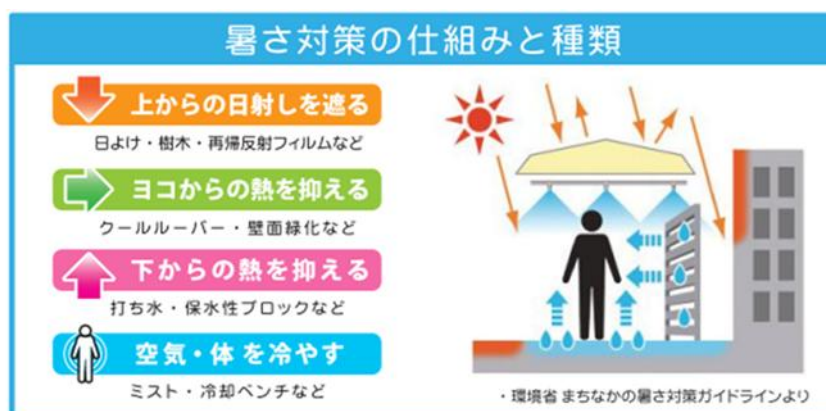 暑さ対策の仕組みと種類
上からの日射しを遮る
日よけ・樹木・再帰反射フィルムなど
ヨコからの熱を抑える
クールルーバー・壁面緑化など
下からの熱を抑える
打ち水・保水性ブロックなど
空気・体を冷やす
ミスト・冷却ベンチなど
・環境省 まちなかの暑さ対策ガイドラインより